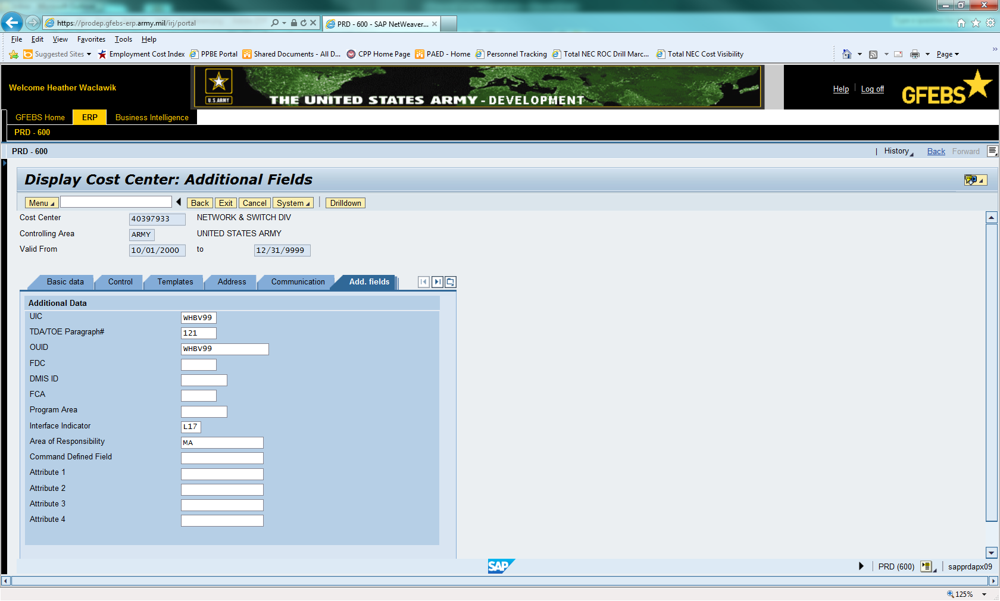 https://prodep.gfebs-erp.army.mil/irj/portal
PRD - 600 - SAP NetWeaver...
File Edit View Favorites Tools Help
Suggested Sites Employment Cost Index PPBE Portal Shared Documents - All D... CPP Home Page PAED - Home Personnel Tracking Total NEC ROC Drill Marc... Total NEC Cost Visibility Page
Welcome Heather Waclawik
U.S.ARMY
THE UNITED STATES ARMY - DEVELOPMENT
Help Log off
GFEBS
GFEBS Home ERP Business Intelligence
PRD - 600
PRD - 600
History Back Forward
Display Cost Center: Additional Fields
Menu Back Exit Cancel System Drilldown
Cost Center 40397933 NETWORK & SWITCH DIV
Controlling Area ARMY UNITED STATES ARMY
Valid From 10/01/2000 to 12/31/9999
Basic data Control Templates Address Communication Add. fields
Additional Data
UIC WHBV99
TDA/TOE Paragraph# 121
OUID WHBV99
FDC
DMIS ID
FCA
Program Area
Interface Indicator L17
Area of Responsibility MA
Command Defined Field
Attribute 1
Attribute 2
Attribute 3
Attribute 4
SAP
PRD (600) sapprdapx09
125%